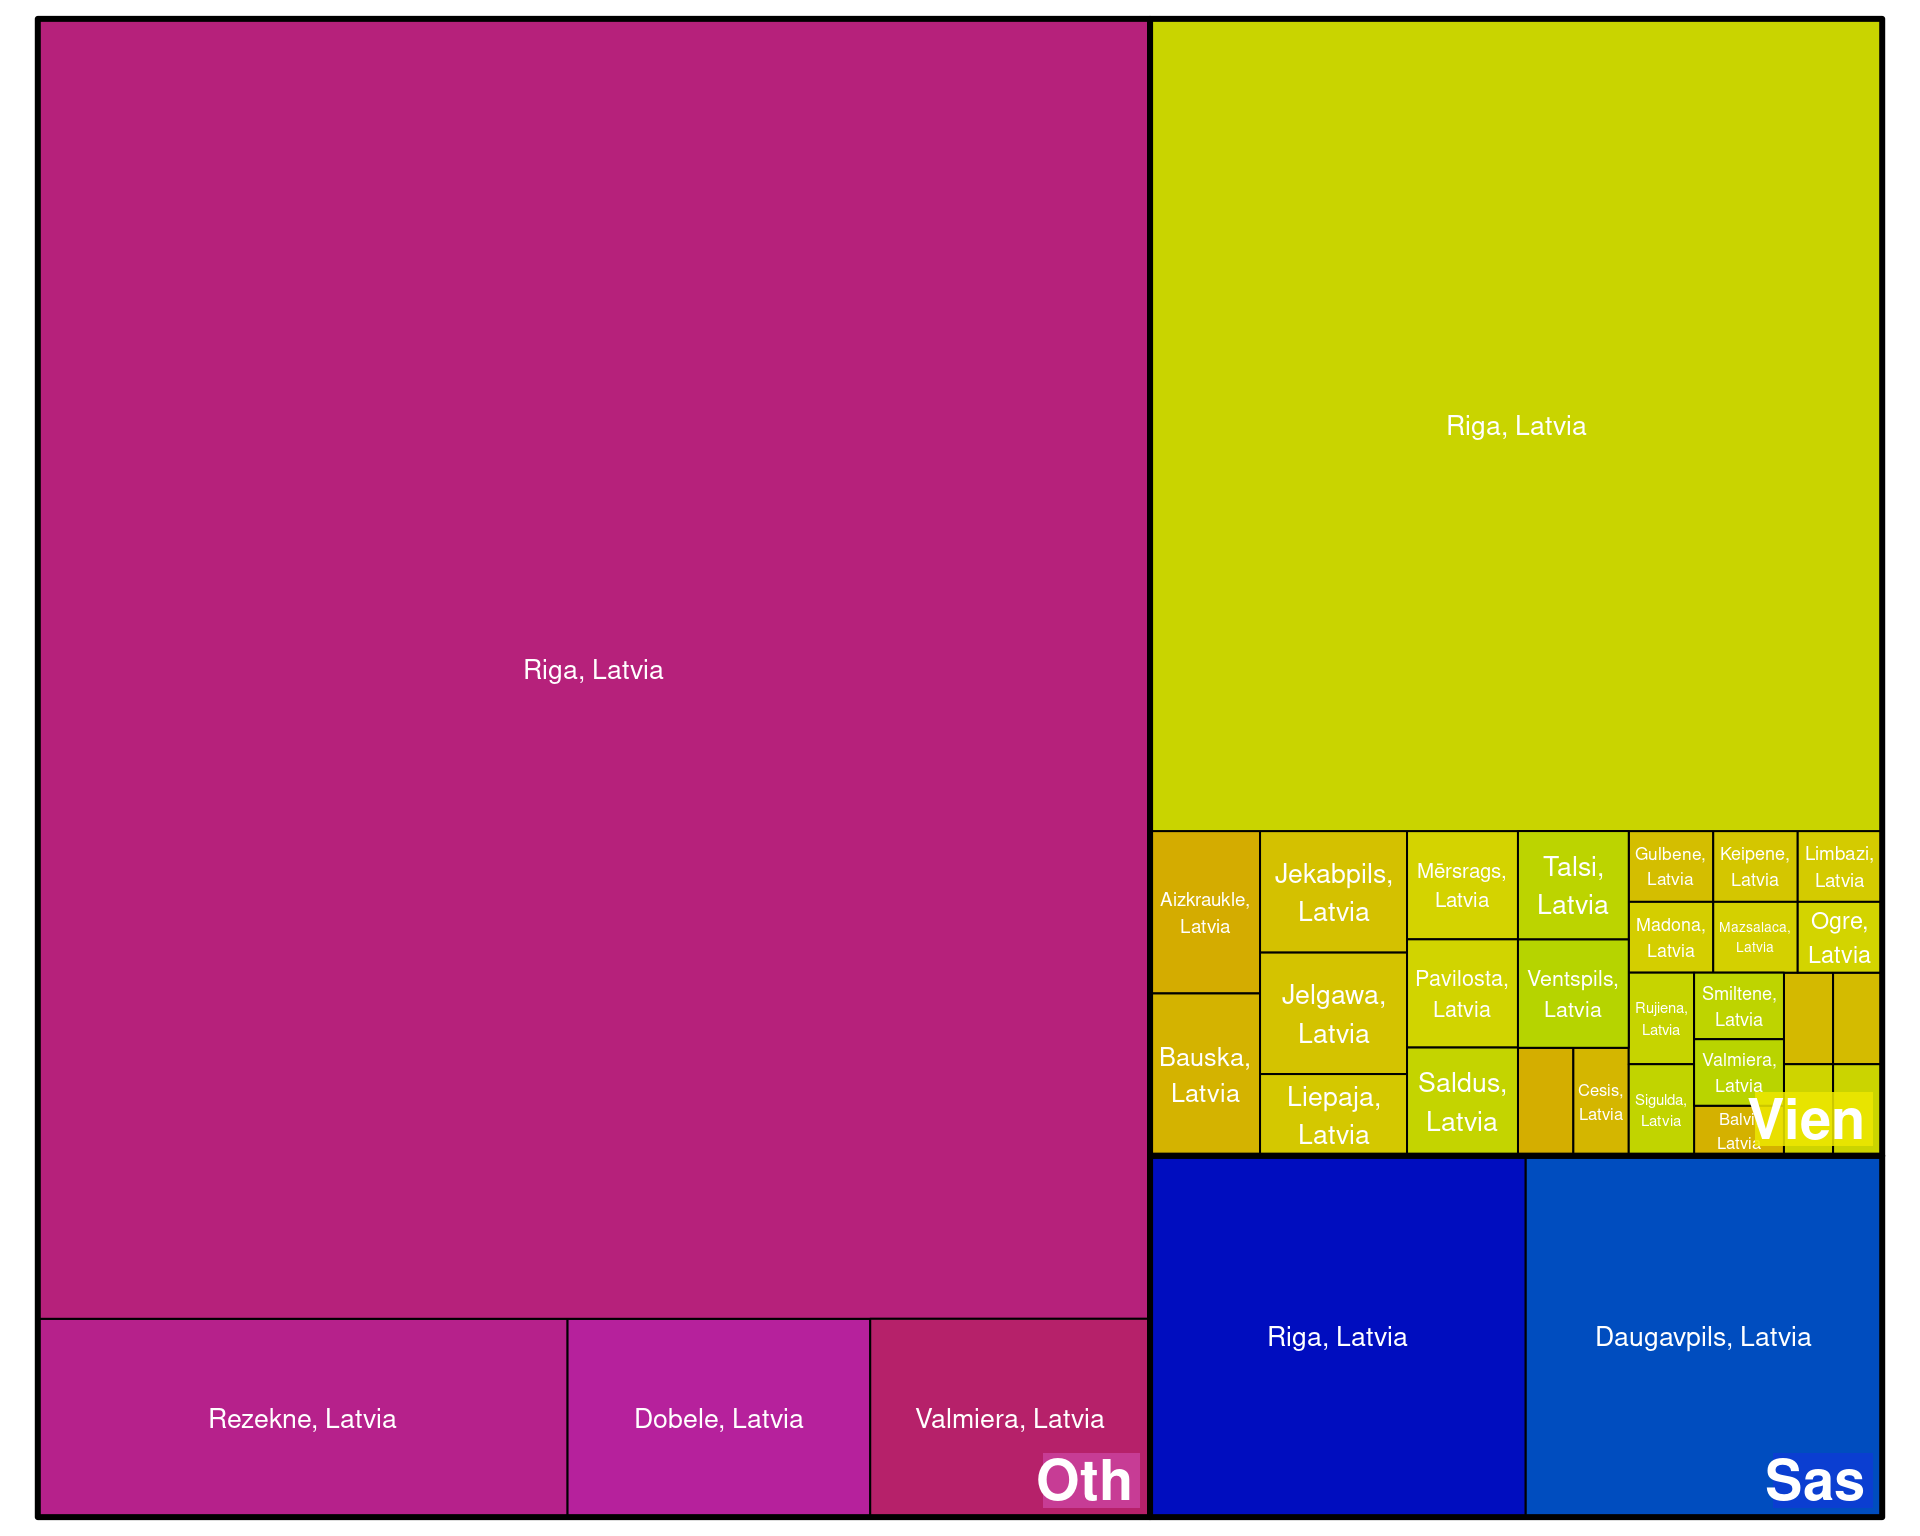 Riga, Latvia
Rezekne, Latvia
Dobele, Latvia
Valmiera, Latvia
Oth
Riga, Latvia
Aizkraukle,
Latvia
Bauska,
Latvia
Jekabpils,
Latvia
Jelgawa,
Latvia
Liepaja,
Latvia
Mērsrags,
Latvia
Pavilosta,
Latvia
Saldus,
Latvia
Talsi,
Latvia
Ventspils,
Latvia
Cesis,
Latvia
Gulbene,
Latvia
Keipene,
Latvia
Limbazi,
Latvia
Madona,
Latvia
Mazsalaca,
Latvia
Ogre,
Latvia
Rujiena,
Latvia
Sigulda,
Latvia
Smiltene,
Latvia
Valmiera,
Latvia
Balvi,
Latvia
Vien
Riga, Latvia
Daugavpils, Latvia
Sas